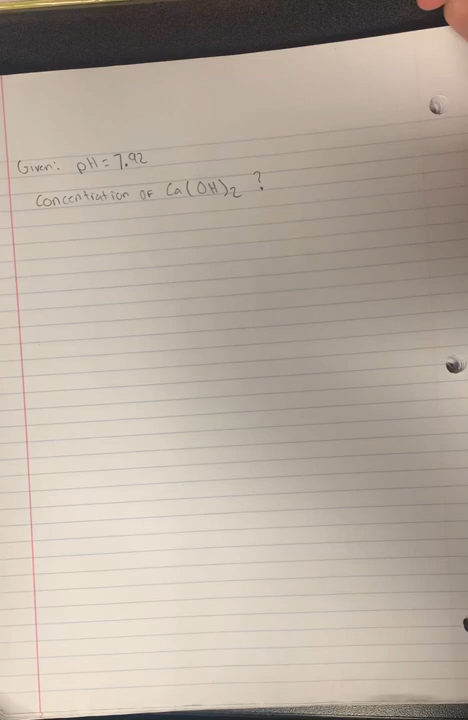 Given: pH = 7.92
Concentration of Ca(OH)2 ?